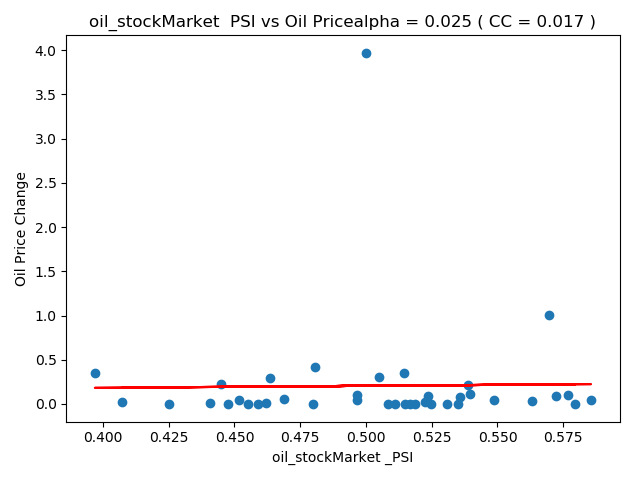 oil_stockMarket  PSI vs Oil Pricealpha = 0.025 ( CC = 0.017 )
4.0
3.5
3.0
2.5
2.0
1.5
1.0
0.5
0.0
Oil Price Change
0.400 0.425 0.450 0.475 0.500 0.525 0.550 0.575
oil_stockMarket _PSI